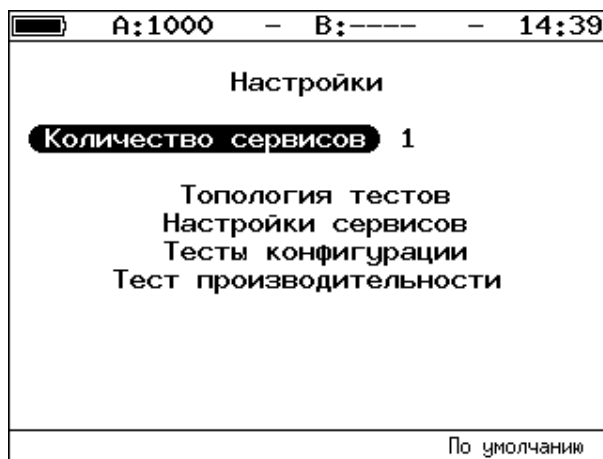 A:1000 – B:---- – 14:39
Настройки
Количество сервисов 1
Топология тестов
Настройки сервисов
Тесты конфигурации
Тест производительности
По умолчанию